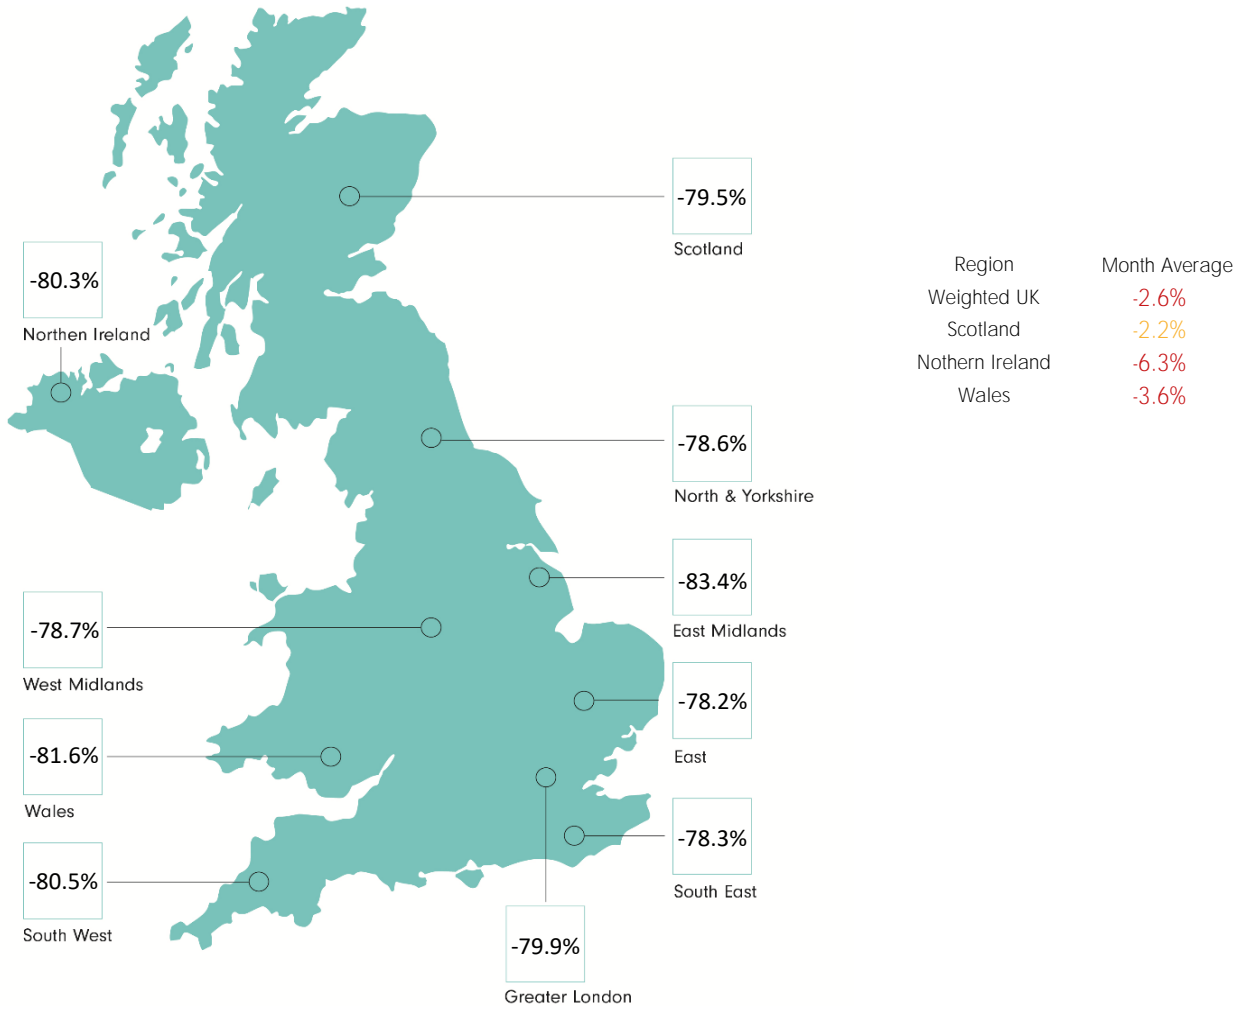 -79.5%
Scotland
-80.3%
Northen Ireland
-78.6%
North & Yorkshire
-83.4%
East Midlands
-78.7%
West Midlands
-78.2%
East
-81.6%
Wales
-78.3%
South East
-80.5%
South West
-79.9%
Greater London
Region Month Average
Weighted UK -2.6%
Scotland -2.2%
Nothern Ireland -6.3%
Wales -3.6%